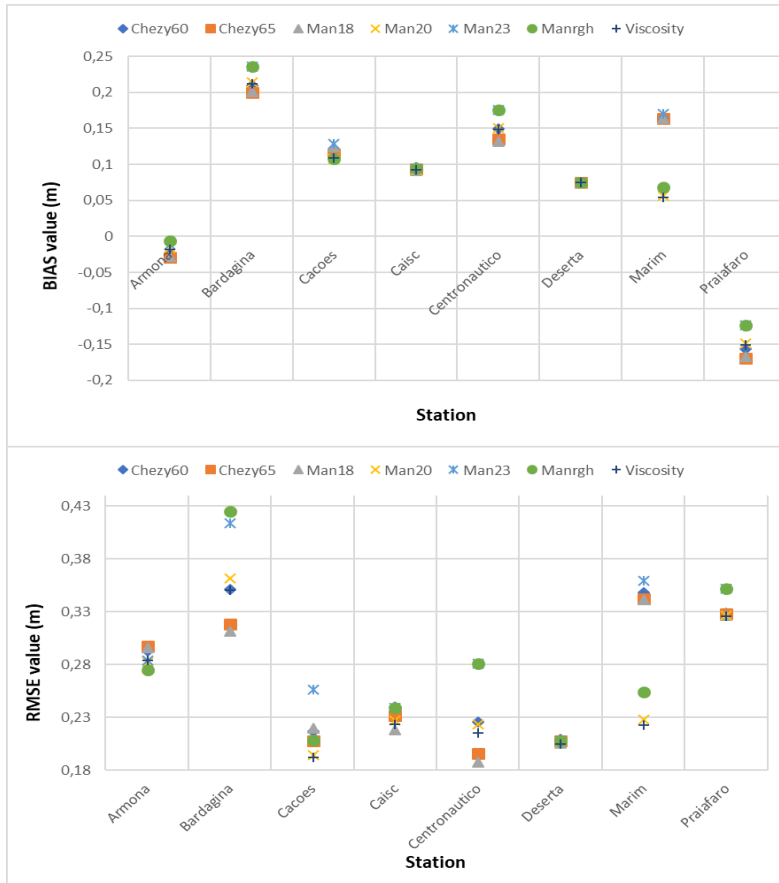 Chezy60 Chezy65 Man18 Man20 Man23 Manrgh Viscosity
0,25
0,2
0,15
0,1
0,05
0
-0,05
-0,1
-0,15
-0,2
BIAS value (m)
Armona
Bardagina
Cacoes
Caisc
Centronautico
Deserta
Marim
Praiafaro
Station
Chezy60 Chezy65 Man18 Man20 Man23 Manrgh Viscosity
0,43
0,38
0,33
0,28
0,23
0,18
RMSE value (m)
Armona
Bardagina
Cacoes
Caisc
Centronautico
Deserta
Marim
Praiafaro
Station